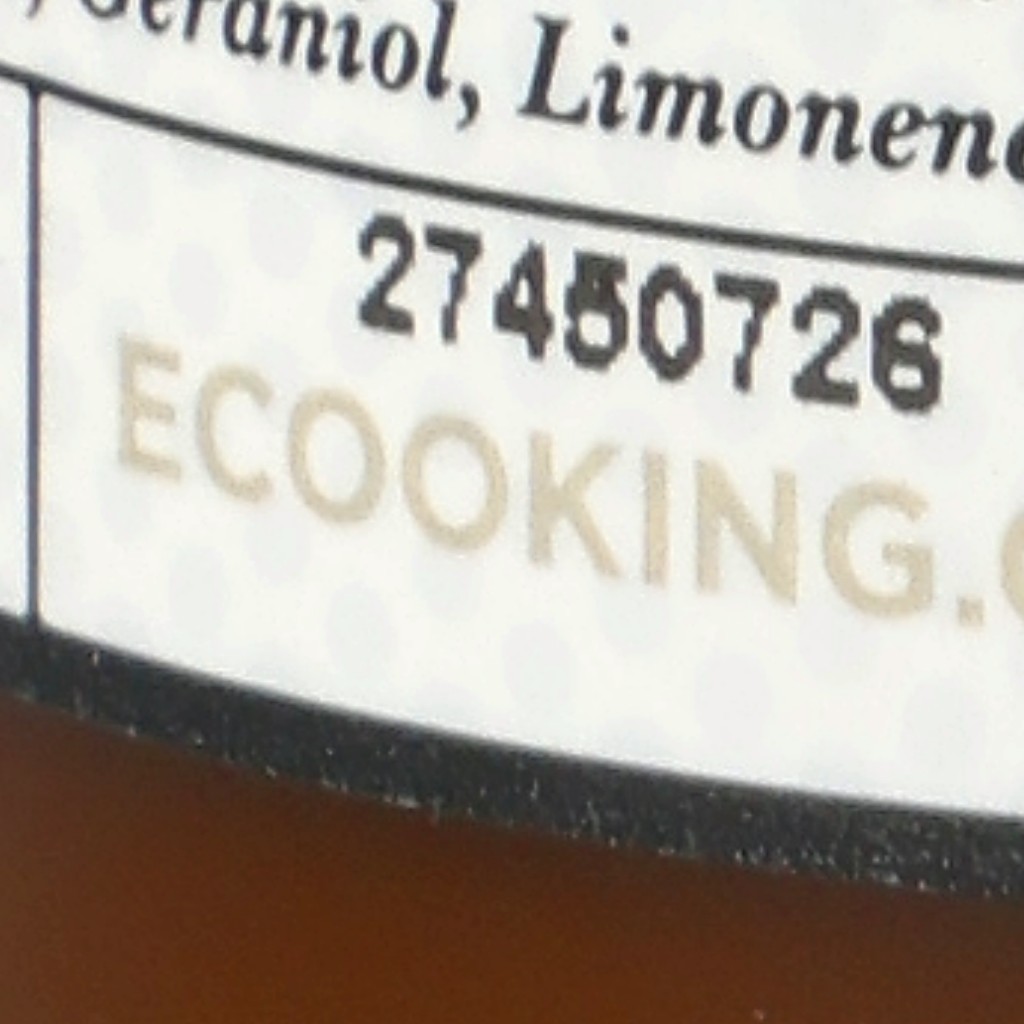 , Geraniol, Limonene
27450726
ECOOKING.C